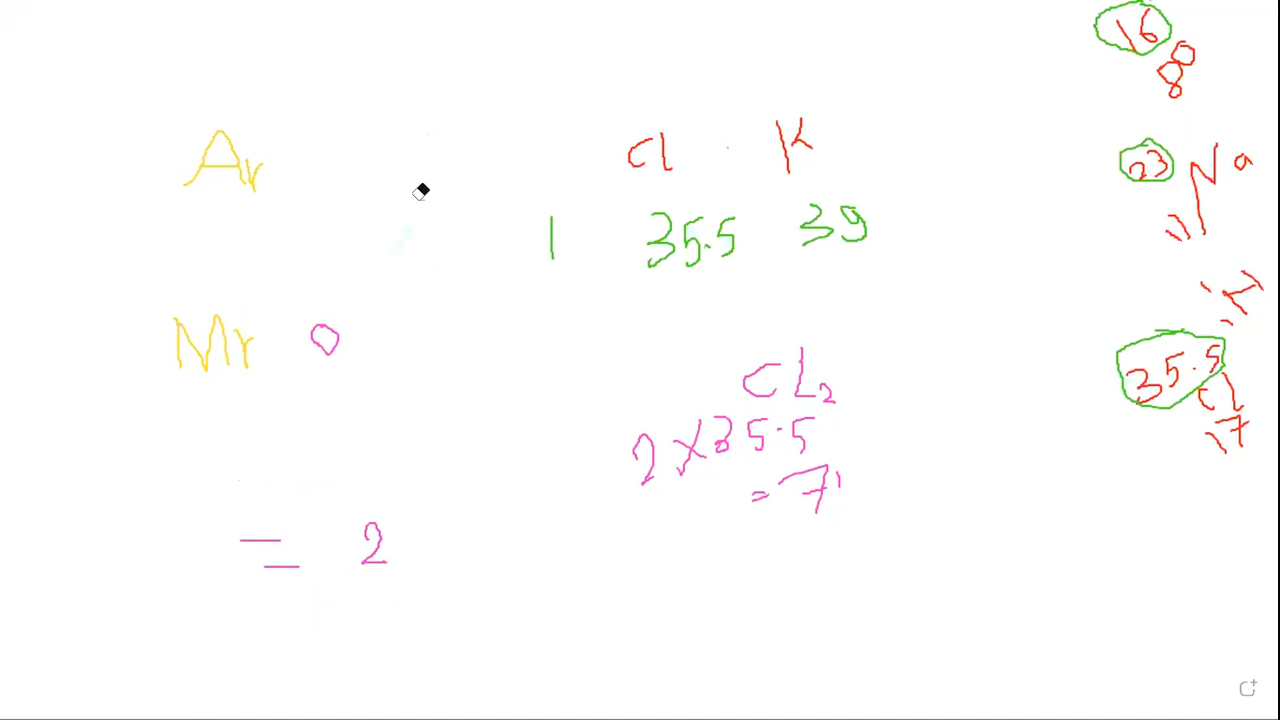 16
8
Ar Cl K
23 Na
11
1 35.5 39
Mr
35.5
Cl
17
CL2
2 x 35.5
= 71
= 2